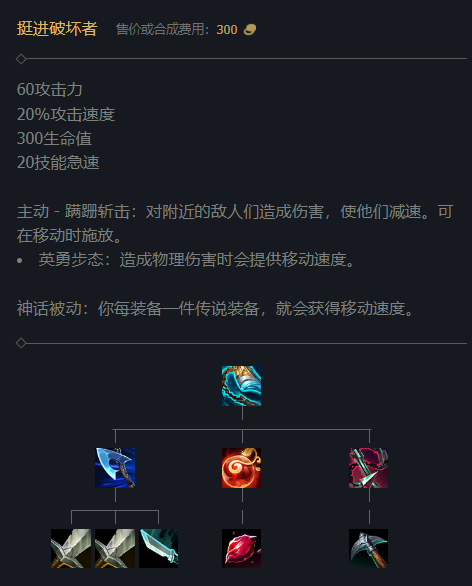 挺进破坏者 售价或合成费用：300
60攻击力
20%攻击速度
300生命值
20技能急速
主动 - 蹒跚斩击：对附近的敌人们造成伤害，使他们减速。可
在移动时施放。
• 英勇步态：造成物理伤害时会提供移动速度。
神话被动：你每装备一件传说装备，就会获得移动速度。